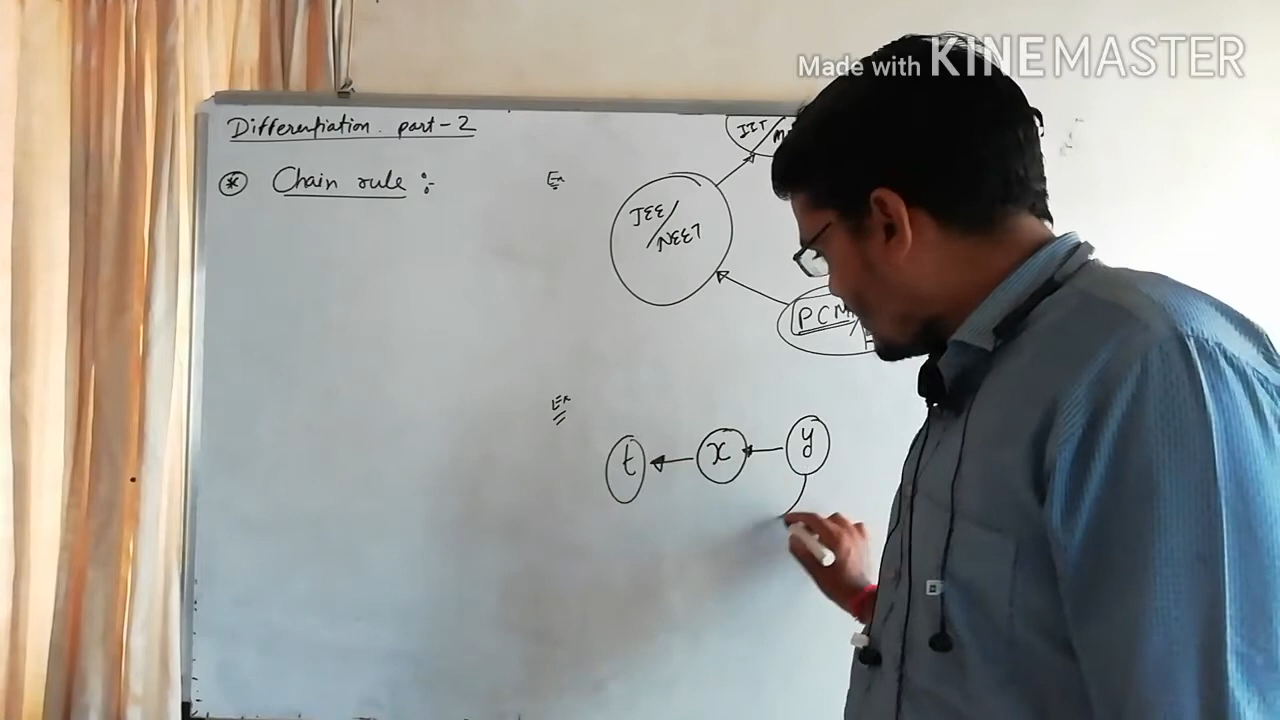 Made with KINEMASTER
Differentiation. part-2
* Chain rule :-
Ex
IIT/
JEE/
NEET
PCM/
Ex
t x y